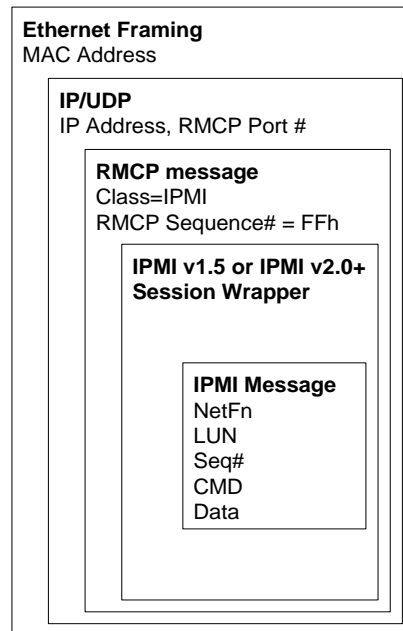 Ethernet Framing
MAC Address
IP/UDP
IP Address, RMCP Port #
RMCP message
Class=IPMI
RMCP Sequence# = FFh
IPMI v1.5 or IPMI v2.0+
Session Wrapper
IPMI Message
NetFn
LUN
Seq#
CMD
Data